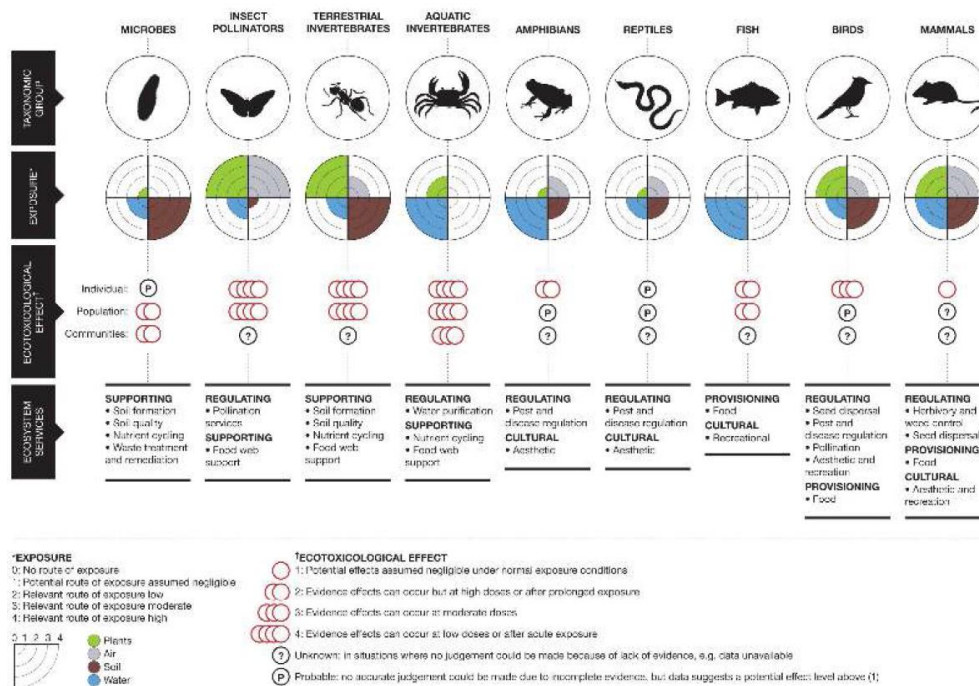 MICROBES
INSECT
POLLINATORS
TERRESTRIAL
INVERTEBRATES
AQUATIC
INVERTEBRATES
AMPHIBIANS
REPTILES
FISH
BIRDS
MAMMALS
TAXONOMIC
GROUP
EXPOSURE*
ECOTOXICOLOGICAL
EFFECT†
Individual: P P
Population: P P P ?
Communities: ? ? ? ? ? ? ?
ECOSYSTEM
SERVICES
SUPPORTING
• Soil formation
• Soil quality
• Nutrient cycling
• Waste treatment
and remediation
REGULATING
• Pollination
services
SUPPORTING
• Food web
support
SUPPORTING
• Soil formation
• Soil quality
• Nutrient cycling
• Food web
support
REGULATING
• Water purification
SUPPORTING
• Nutrient cycling
• Food web
support
REGULATING
• Pest and
disease regulation
CULTURAL
• Aesthetic
REGULATING
• Pest and
disease regulation
CULTURAL
• Aesthetic
PROVISIONING
• Food
CULTURAL
• Recreational
REGULATING
• Seed dispersal
• Pest and
disease regulation
• Pollination
• Aesthetic and
recreation
PROVISIONING
• Food
REGULATING
• Herbivory and
weed control
• Seed dispersal
PROVISIONING
• Food
CULTURAL
• Aesthetic and
recreation
*EXPOSURE
0: No route of exposure
1: Potential route of exposure assumed negligible
2: Relevant route of exposure low
3: Relevant route of exposure moderate
4: Relevant route of exposure high
0 1 2 3 4
Plants
Air
Soil
Water
†ECOTOXICOLOGICAL EFFECT
1: Potential effects assumed negligible under normal exposure conditions
2: Evidence effects can occur but at high doses or after prolonged exposure
3: Evidence effects can occur at moderate doses
4: Evidence effects can occur at low doses or after acute exposure
? Unknown: in situations where no judgement could be made because of lack of evidence, e.g. data unavailable
P Probable: no accurate judgement could be made due to incomplete evidence, but data suggests a potential effect level above (1)